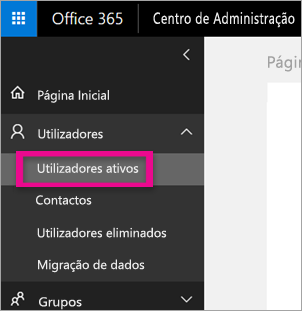 Office 365 Centro de Administração
Págin
Página Inicial
Utilizadores
Utilizadores ativos
Contactos
Utilizadores eliminados
Migração de dados
Grupos